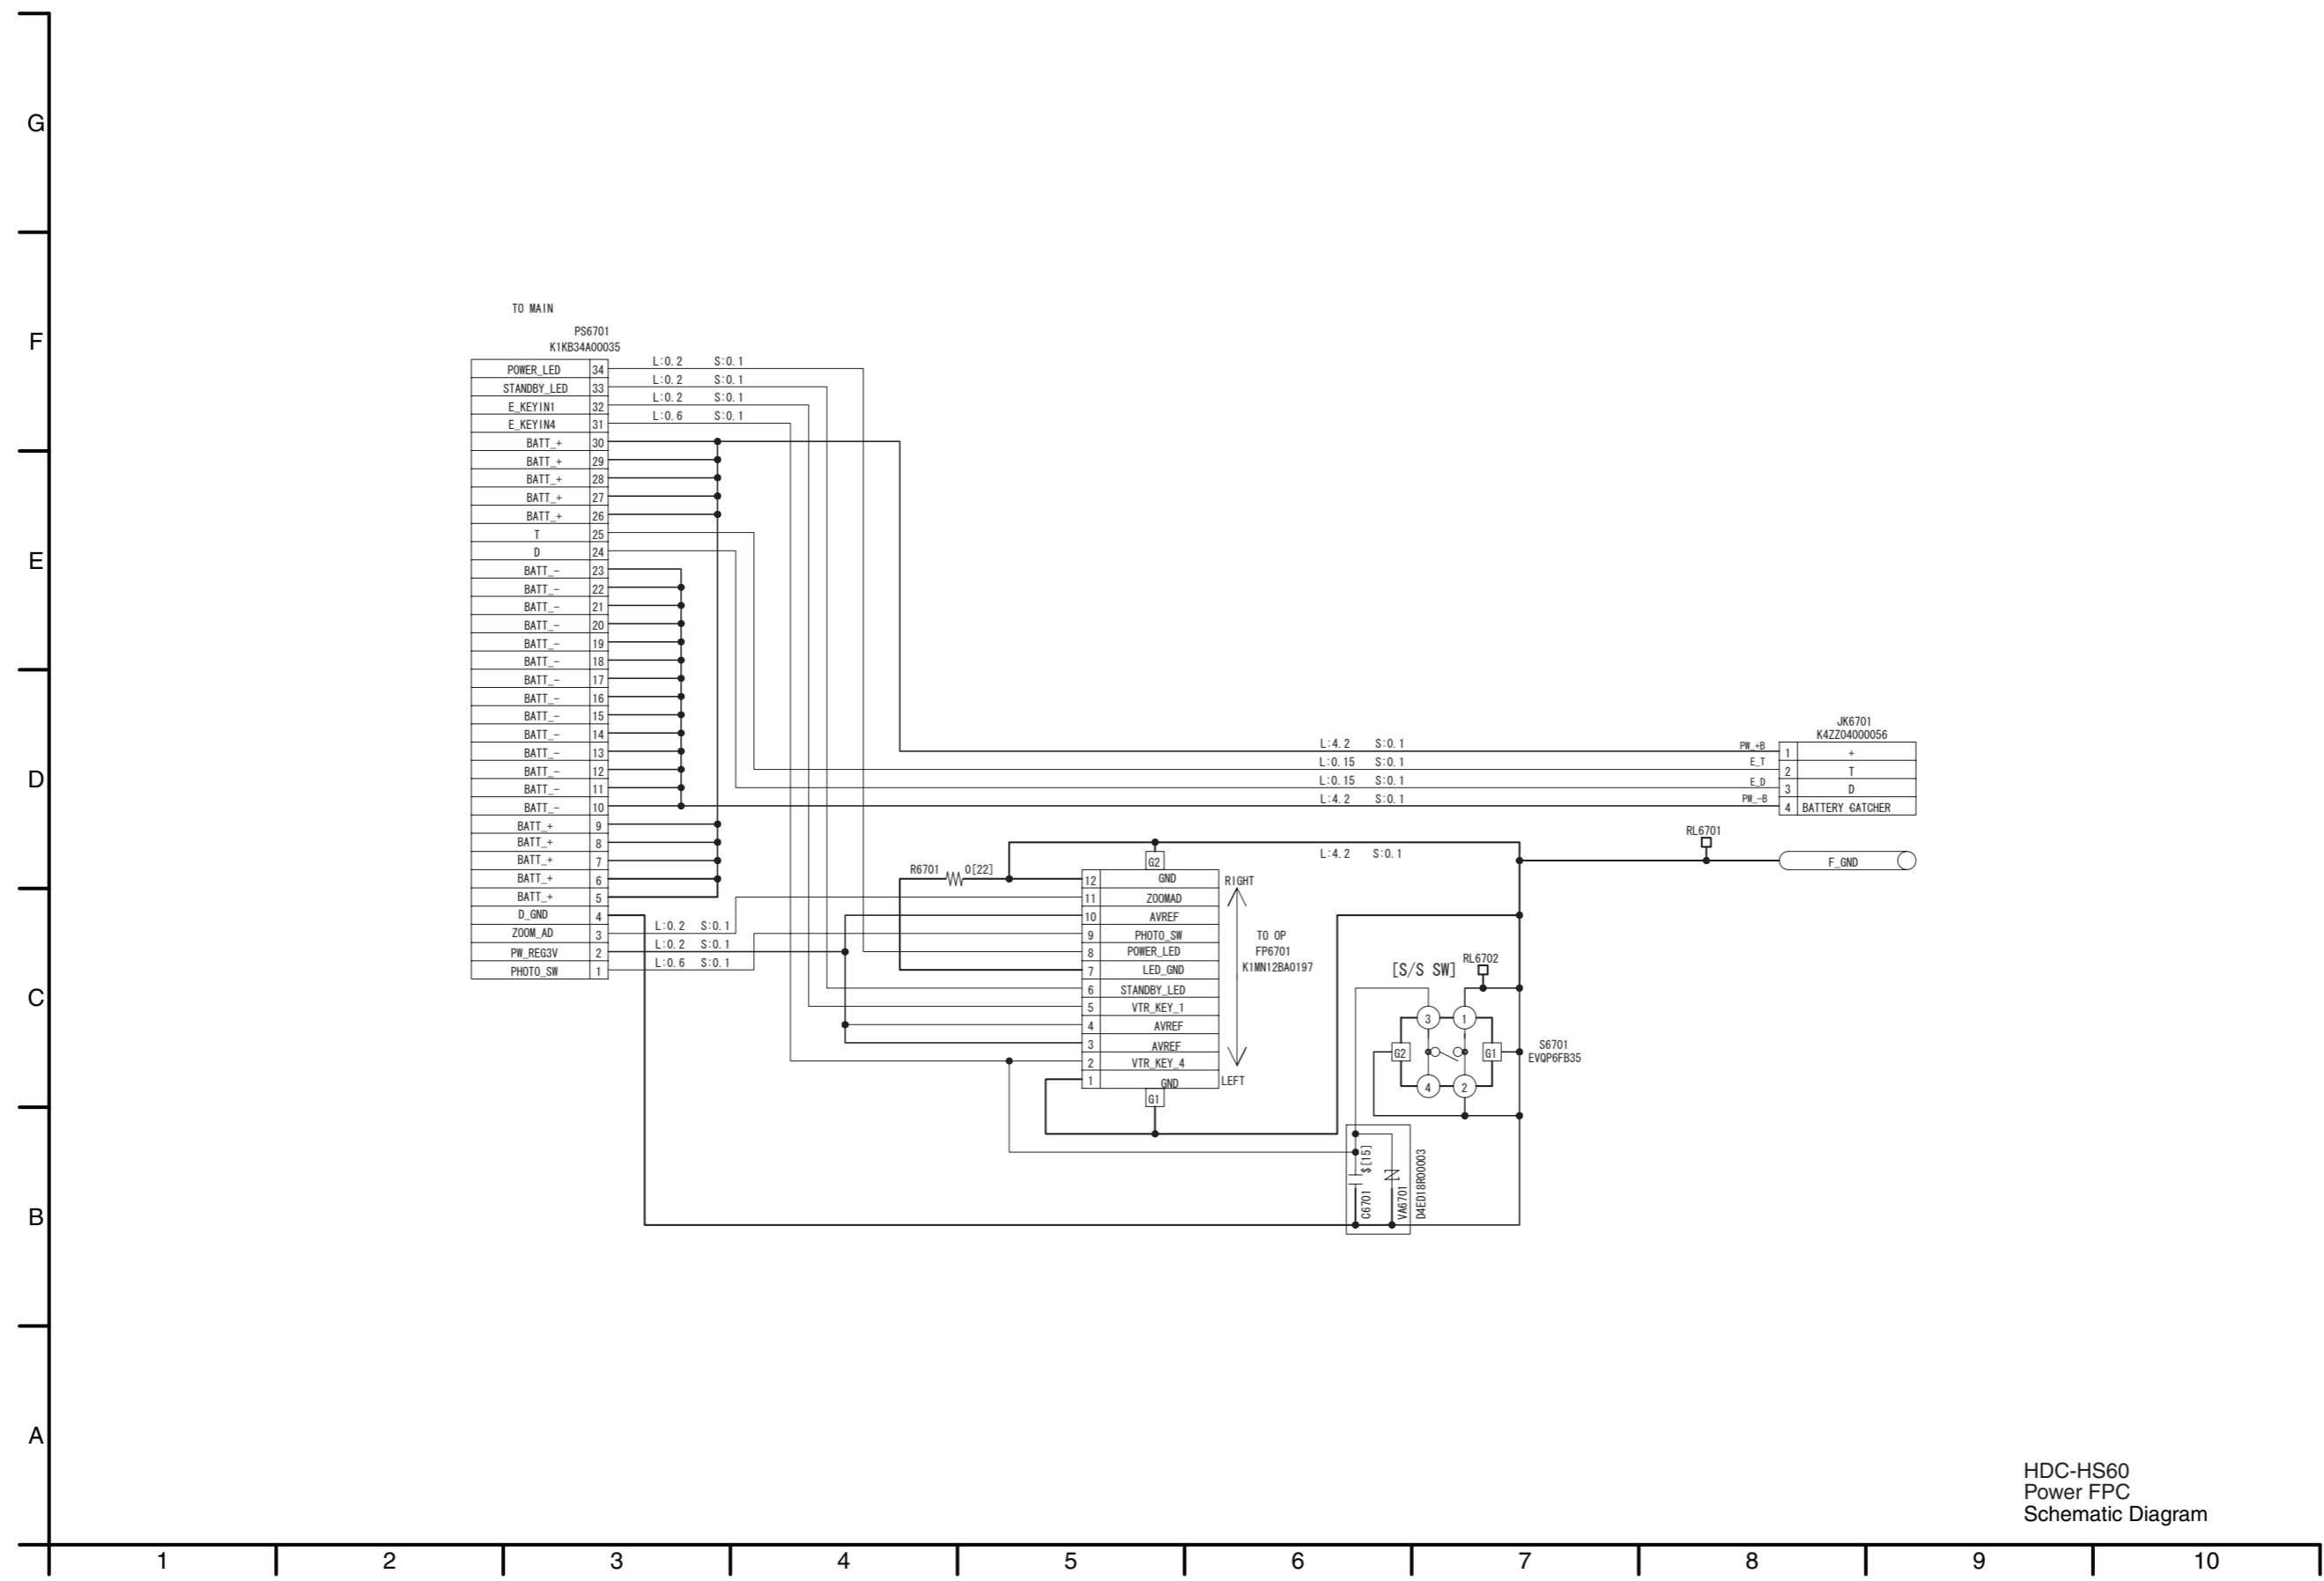 G
F
E
D
C
B
A
TO MAIN
PS6701
K1KB34A00035
POWER_LED 34 L:0.2 S:0.1
STANDBY_LED 33 L:0.2 S:0.1
E_KEYIN1 32 L:0.2 S:0.1
E_KEYIN4 31 L:0.6 S:0.1
BATT_+ 30
BATT_+ 29
BATT_+ 28
BATT_+ 27
BATT_+ 26
T 25
D 24
BATT_- 23
BATT_- 22
BATT_- 21
BATT_- 20
BATT_- 19
BATT_- 18
BATT_- 17
BATT_- 16
BATT_- 15
BATT_- 14
BATT_- 13
BATT_- 12
BATT_- 11
BATT_- 10
BATT_+ 9
BATT_+ 8
BATT_+ 7
BATT_+ 6
BATT_+ 5
D_GND 4
ZOOM_AD 3 L:0.2 S:0.1
PW_REG3V 2 L:0.2 S:0.1
PHOTO_SW 1 L:0.6 S:0.1
JK6701
K4ZZ04000056
L:4.2 S:0.1 PW_+B 1 +
L:0.15 S:0.1 E_T 2 T
L:0.15 S:0.1 E_D 3 D
L:4.2 S:0.1 PW_-B 4 BATTERY CATCHER
L:4.2 S:0.1
RL6701
F_GND
R6701 0[22]
G2
12 GND
11 ZOOMAD
10 AVREF
9 PHOTO_SW
8 POWER_LED
7 LED_GND
6 STANDBY_LED
5 VTR_KEY_1
4 AVREF
3 AVREF
2 VTR_KEY_4
1 GND
G1
RIGHT
TO OP
FP6701
K1MN12BA0197
LEFT
[S/S SW]
RL6702
3 1
G2 G1
4 2
S6701
EVQP6FB35
$[15]
C6701
VA6701
D4ED18R00003
HDC-HS60
Power FPC
Schematic Diagram
1 2 3 4 5 6 7 8 9 10